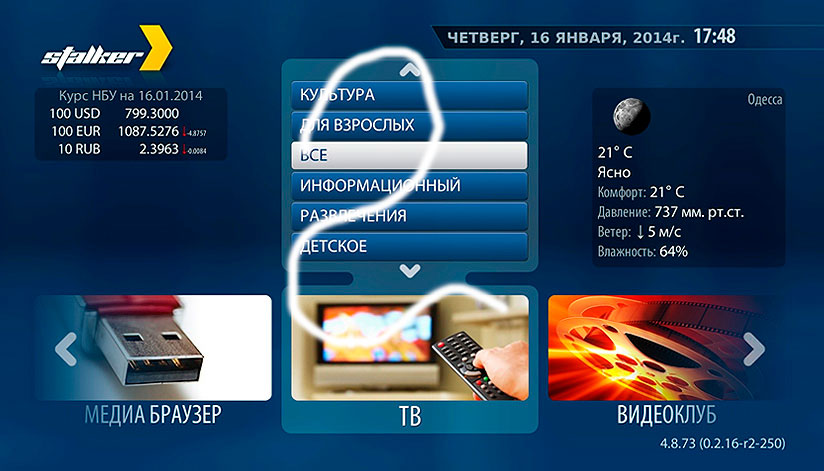 stalker
ЧЕТВЕРГ, 16 ЯНВАРЯ, 2014г. 17:48
Курс НБУ на 16.01.2014
100 USD 799.3000
100 EUR 1087.5276 ↓-4.8757
10 RUB 2.3963 ↓-0.0084
КУЛЬТУРА
ДЛЯ ВЗРОСЛЫХ
ВСЕ
ИНФОРМАЦИОННЫЙ
РАЗВЛЕЧЕНИЯ
ДЕТСКОЕ
Одесса
21° C
Ясно
Комфорт: 21° C
Давление: 737 мм. рт.ст.
Ветер: ↓ 5 м/с
Влажность: 64%
МЕДИА БРАУЗЕР
ТВ
ВИДЕОКЛУБ
4.8.73 (0.2.16-r2-250)